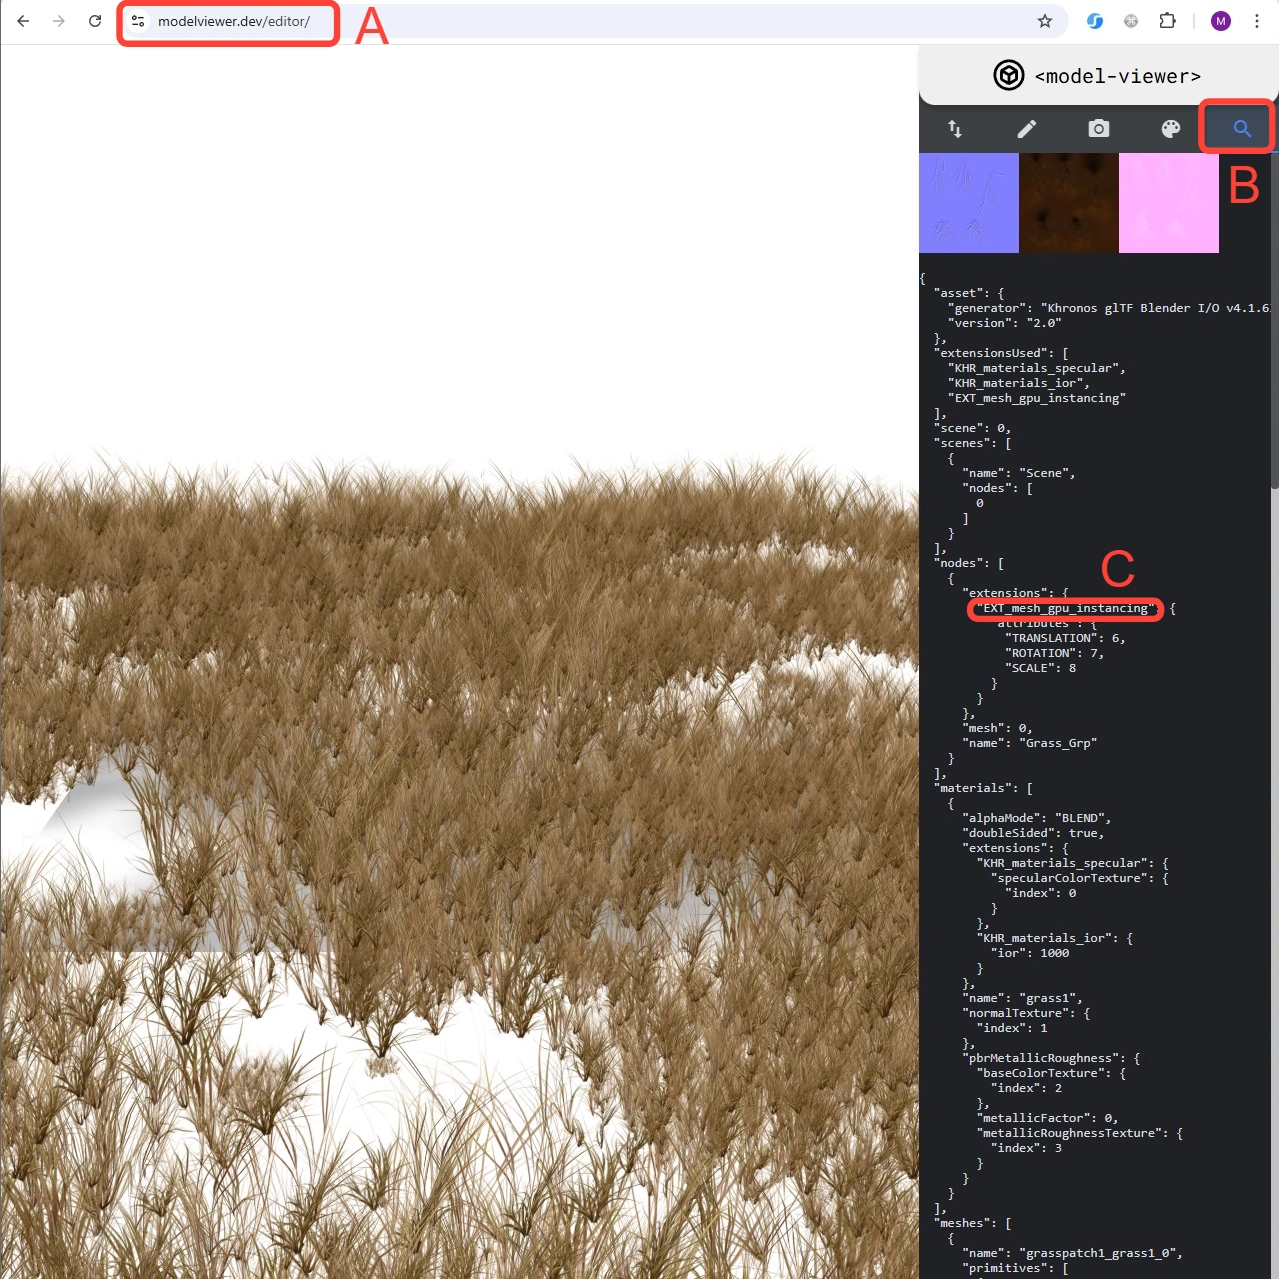 modelviewer.dev/editor/
A
M
<model-viewer>
B
{
"asset": {
"generator": "Khronos glTF Blender I/O v4.1.6
"version": "2.0"
},
"extensionsUsed": [
"KHR_materials_specular",
"KHR_materials_ior",
"EXT_mesh_gpu_instancing"
],
"scene": 0,
"scenes": [
{
"name": "Scene",
"nodes": [
0
]
}
],
"nodes": [
{
C
"extensions": {
"EXT_mesh_gpu_instancing": {
"attributes": {
"TRANSLATION": 6,
"ROTATION": 7,
"SCALE": 8
}
}
},
"mesh": 0,
"name": "Grass_Grp"
}
],
"materials": [
{
"alphaMode": "BLEND",
"doubleSided": true,
"extensions": {
"KHR_materials_specular": {
"specularColorTexture": {
"index": 0
}
},
"KHR_materials_ior": {
"ior": 1000
}
},
"name": "grass1",
"normalTexture": {
"index": 1
},
"pbrMetallicRoughness": {
"baseColorTexture": {
"index": 2
},
"metallicFactor": 0,
"metallicRoughnessTexture": {
"index": 3
}
}
}
],
"meshes": [
{
"name": "grasspatch1_grass1_0",
"primitives": [